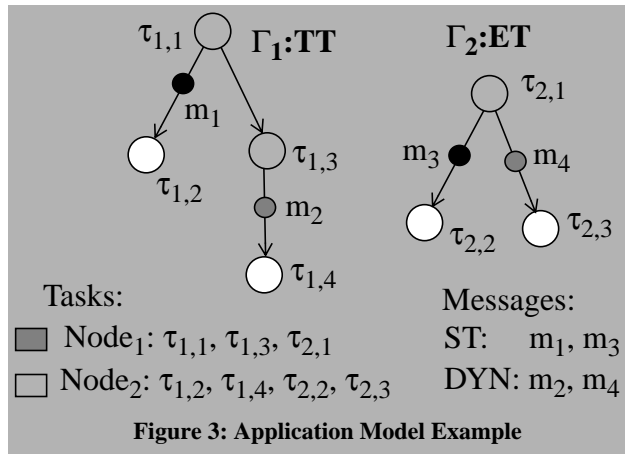 Γ1:TT
Γ2:ET
τ1,1
m1
τ1,2
τ1,3
m2
τ1,4
τ2,1
m3
m4
τ2,2
τ2,3
Tasks:
Node1: τ1,1, τ1,3, τ2,1
Node2: τ1,2, τ1,4, τ2,2, τ2,3
Messages:
ST: m1, m3
DYN: m2, m4
Figure 3: Application Model Example